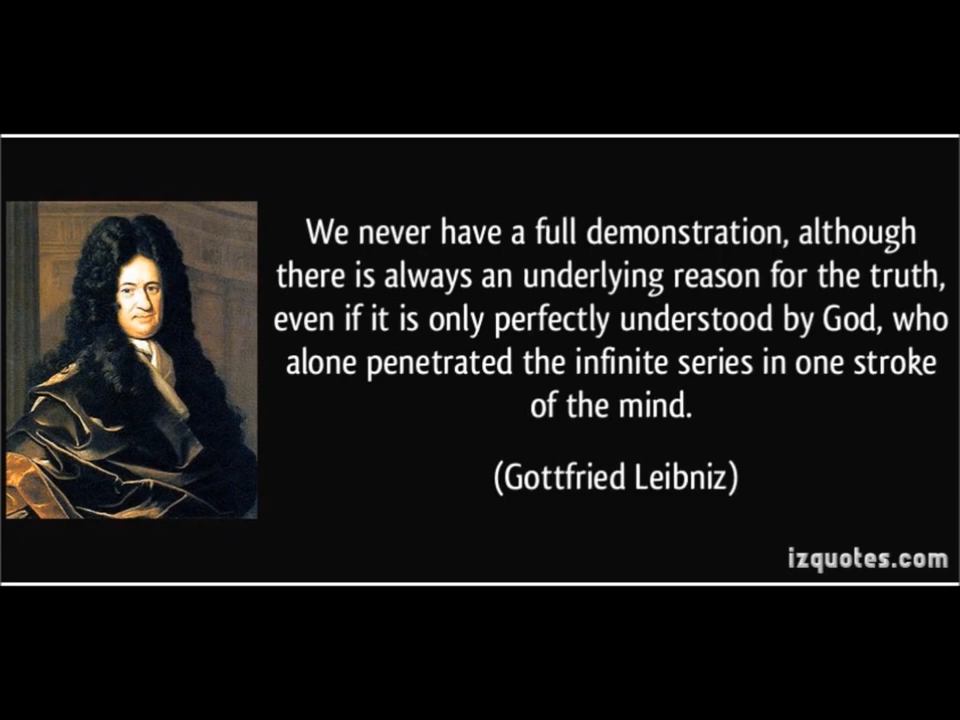 We never have a full demonstration, although
there is always an underlying reason for the truth,
even if it is only perfectly understood by God, who
alone penetrated the infinite series in one stroke
of the mind.
(Gottfried Leibniz)
izquotes.com